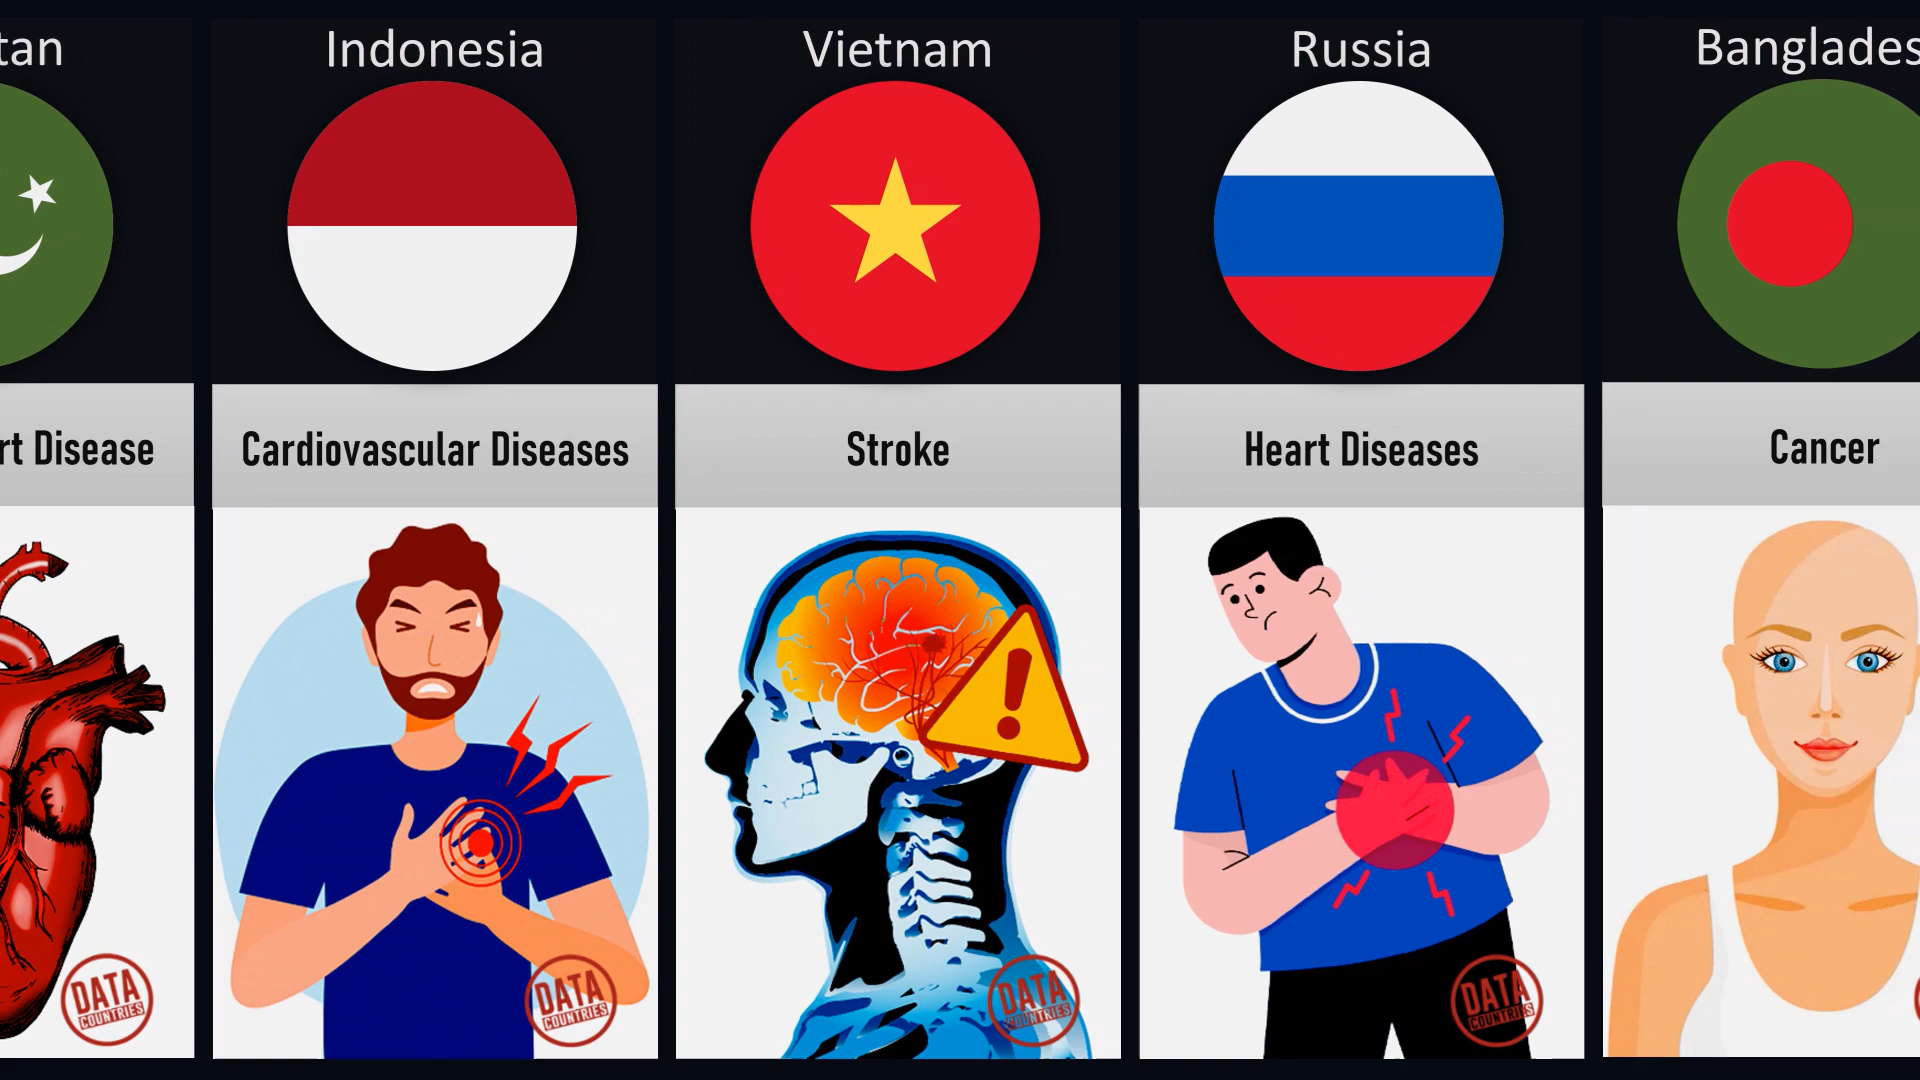 tan
Indonesia
Vietnam
Russia
Banglades
rt Disease
Cardiovascular Diseases
Stroke
Heart Diseases
Cancer
DATA
COUNTRIES
DATA
COUNTRIES
DATA
COUNTRIES
DATA
COUNTRIES